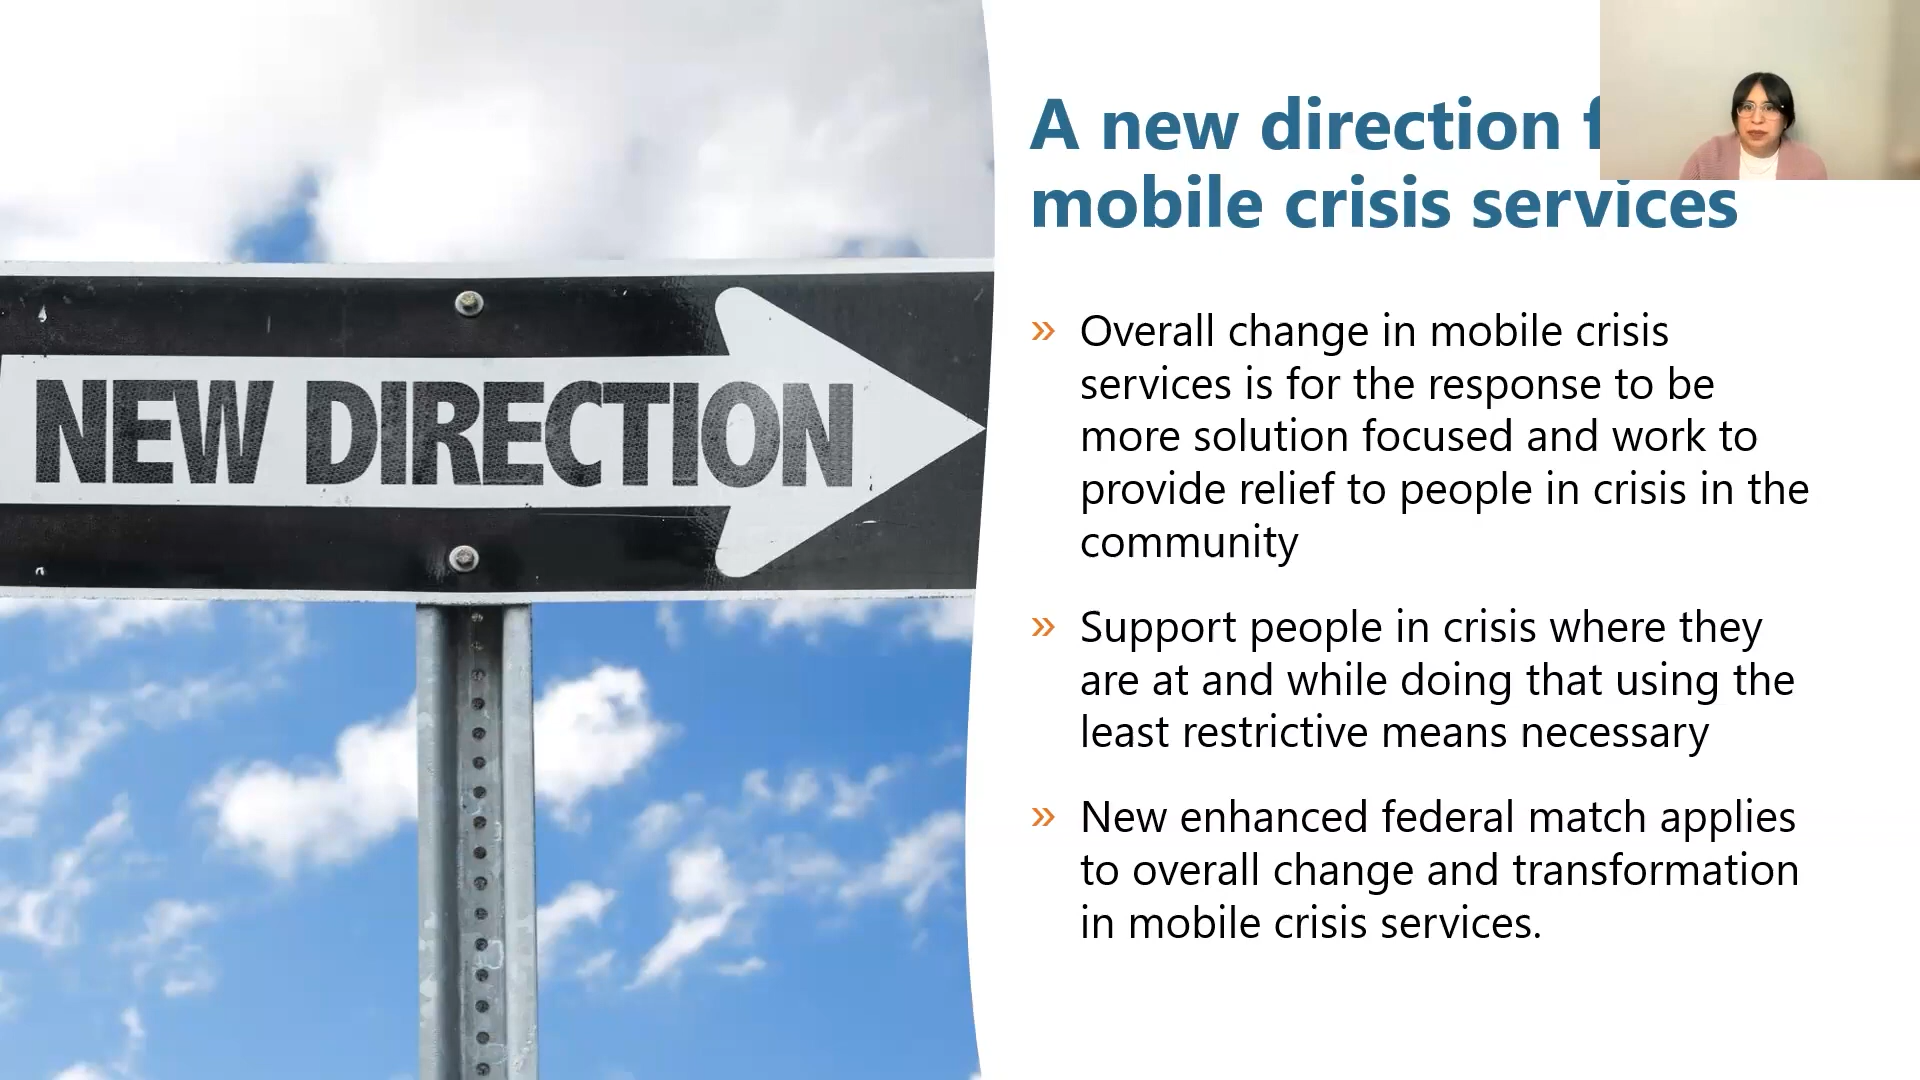 NEW DIRECTION
A new direction
mobile crisis services
» Overall change in mobile crisis
services is for the response to be
more solution focused and work to
provide relief to people in crisis in the
community
» Support people in crisis where they
are at and while doing that using the
least restrictive means necessary
» New enhanced federal match applies
to overall change and transformation
in mobile crisis services.